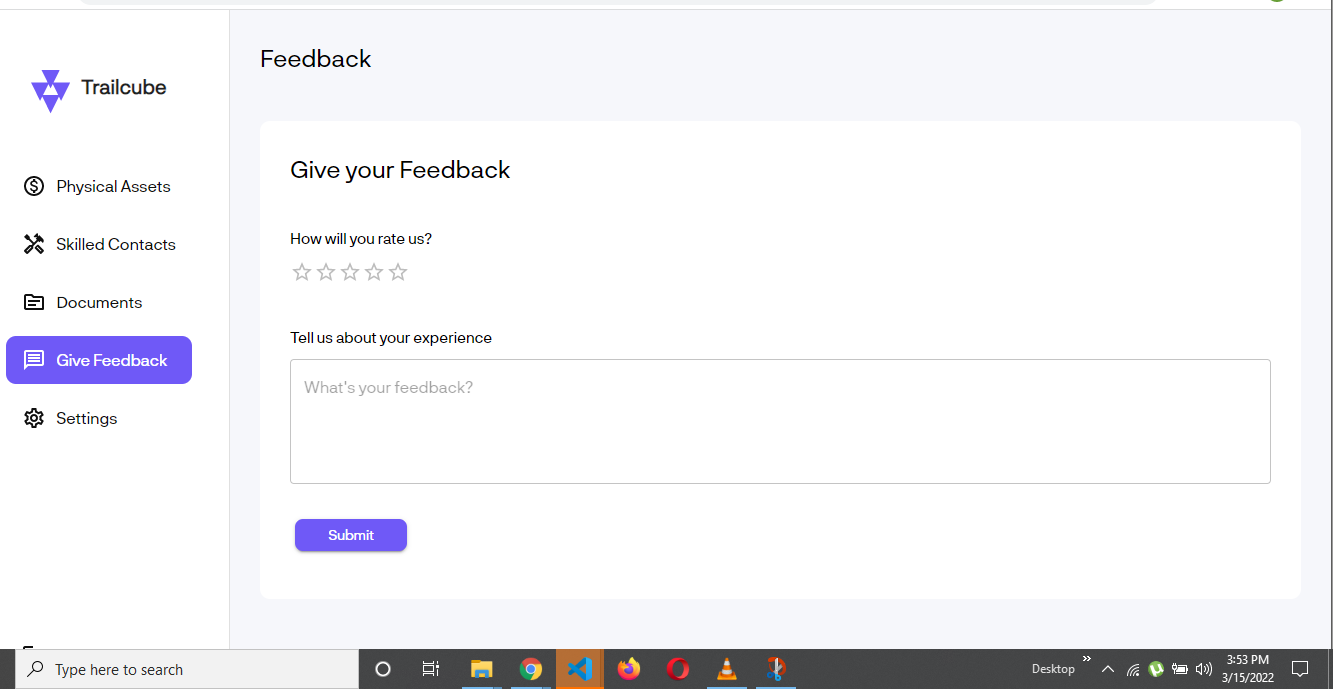 Trailcube
Physical Assets
Skilled Contacts
Documents
Give Feedback
Settings
Feedback
Give your Feedback
How will you rate us?
Tell us about your experience
What's your feedback?
Submit
Type here to search
Desktop
3:53 PM
3/15/2022